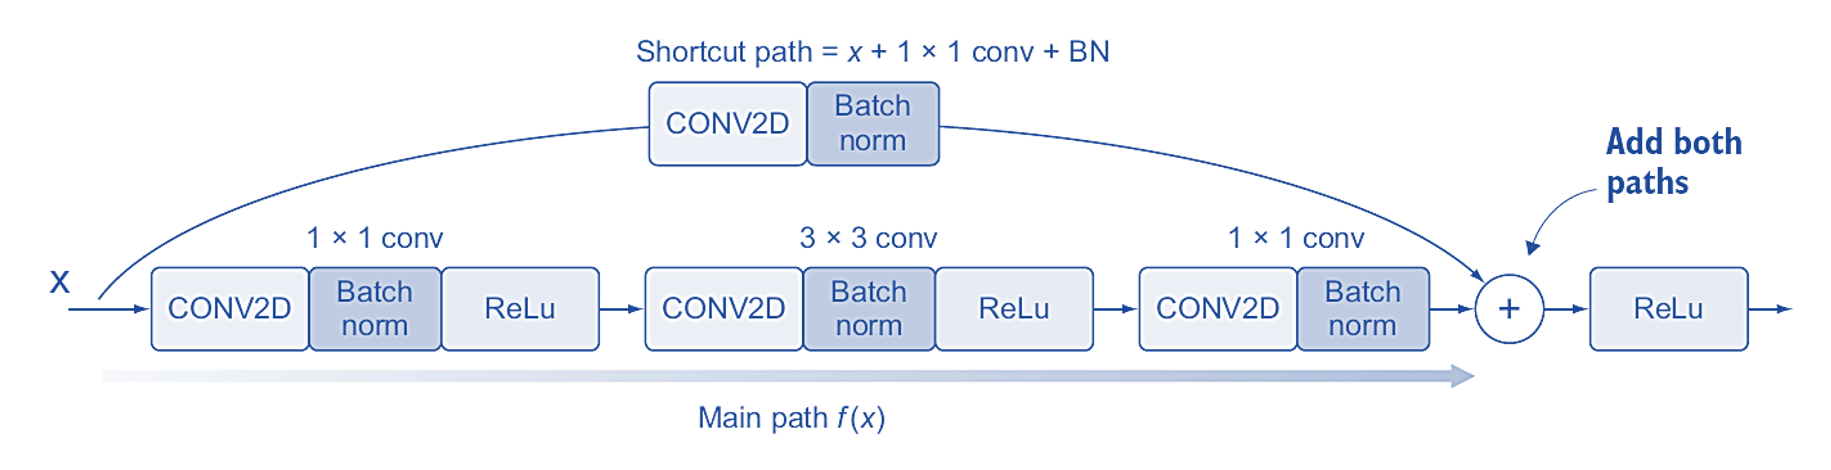 Shortcut path = x + 1 × 1 conv + BN
CONV2D
Batch
norm
Add both
paths
1 × 1 conv
3 × 3 conv
1 × 1 conv
x
CONV2D
Batch
norm
ReLu
CONV2D
Batch
norm
ReLu
CONV2D
Batch
norm
+
ReLu
Main path f(x)